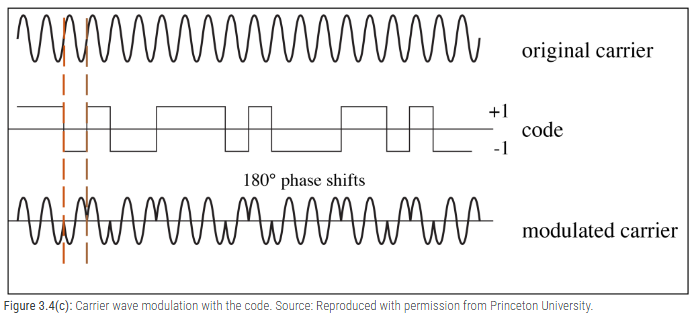 original carrier
+1
code
-1
180° phase shifts
modulated carrier
Figure 3.4(c): Carrier wave modulation with the code. Source: Reproduced with permission from Princeton University.